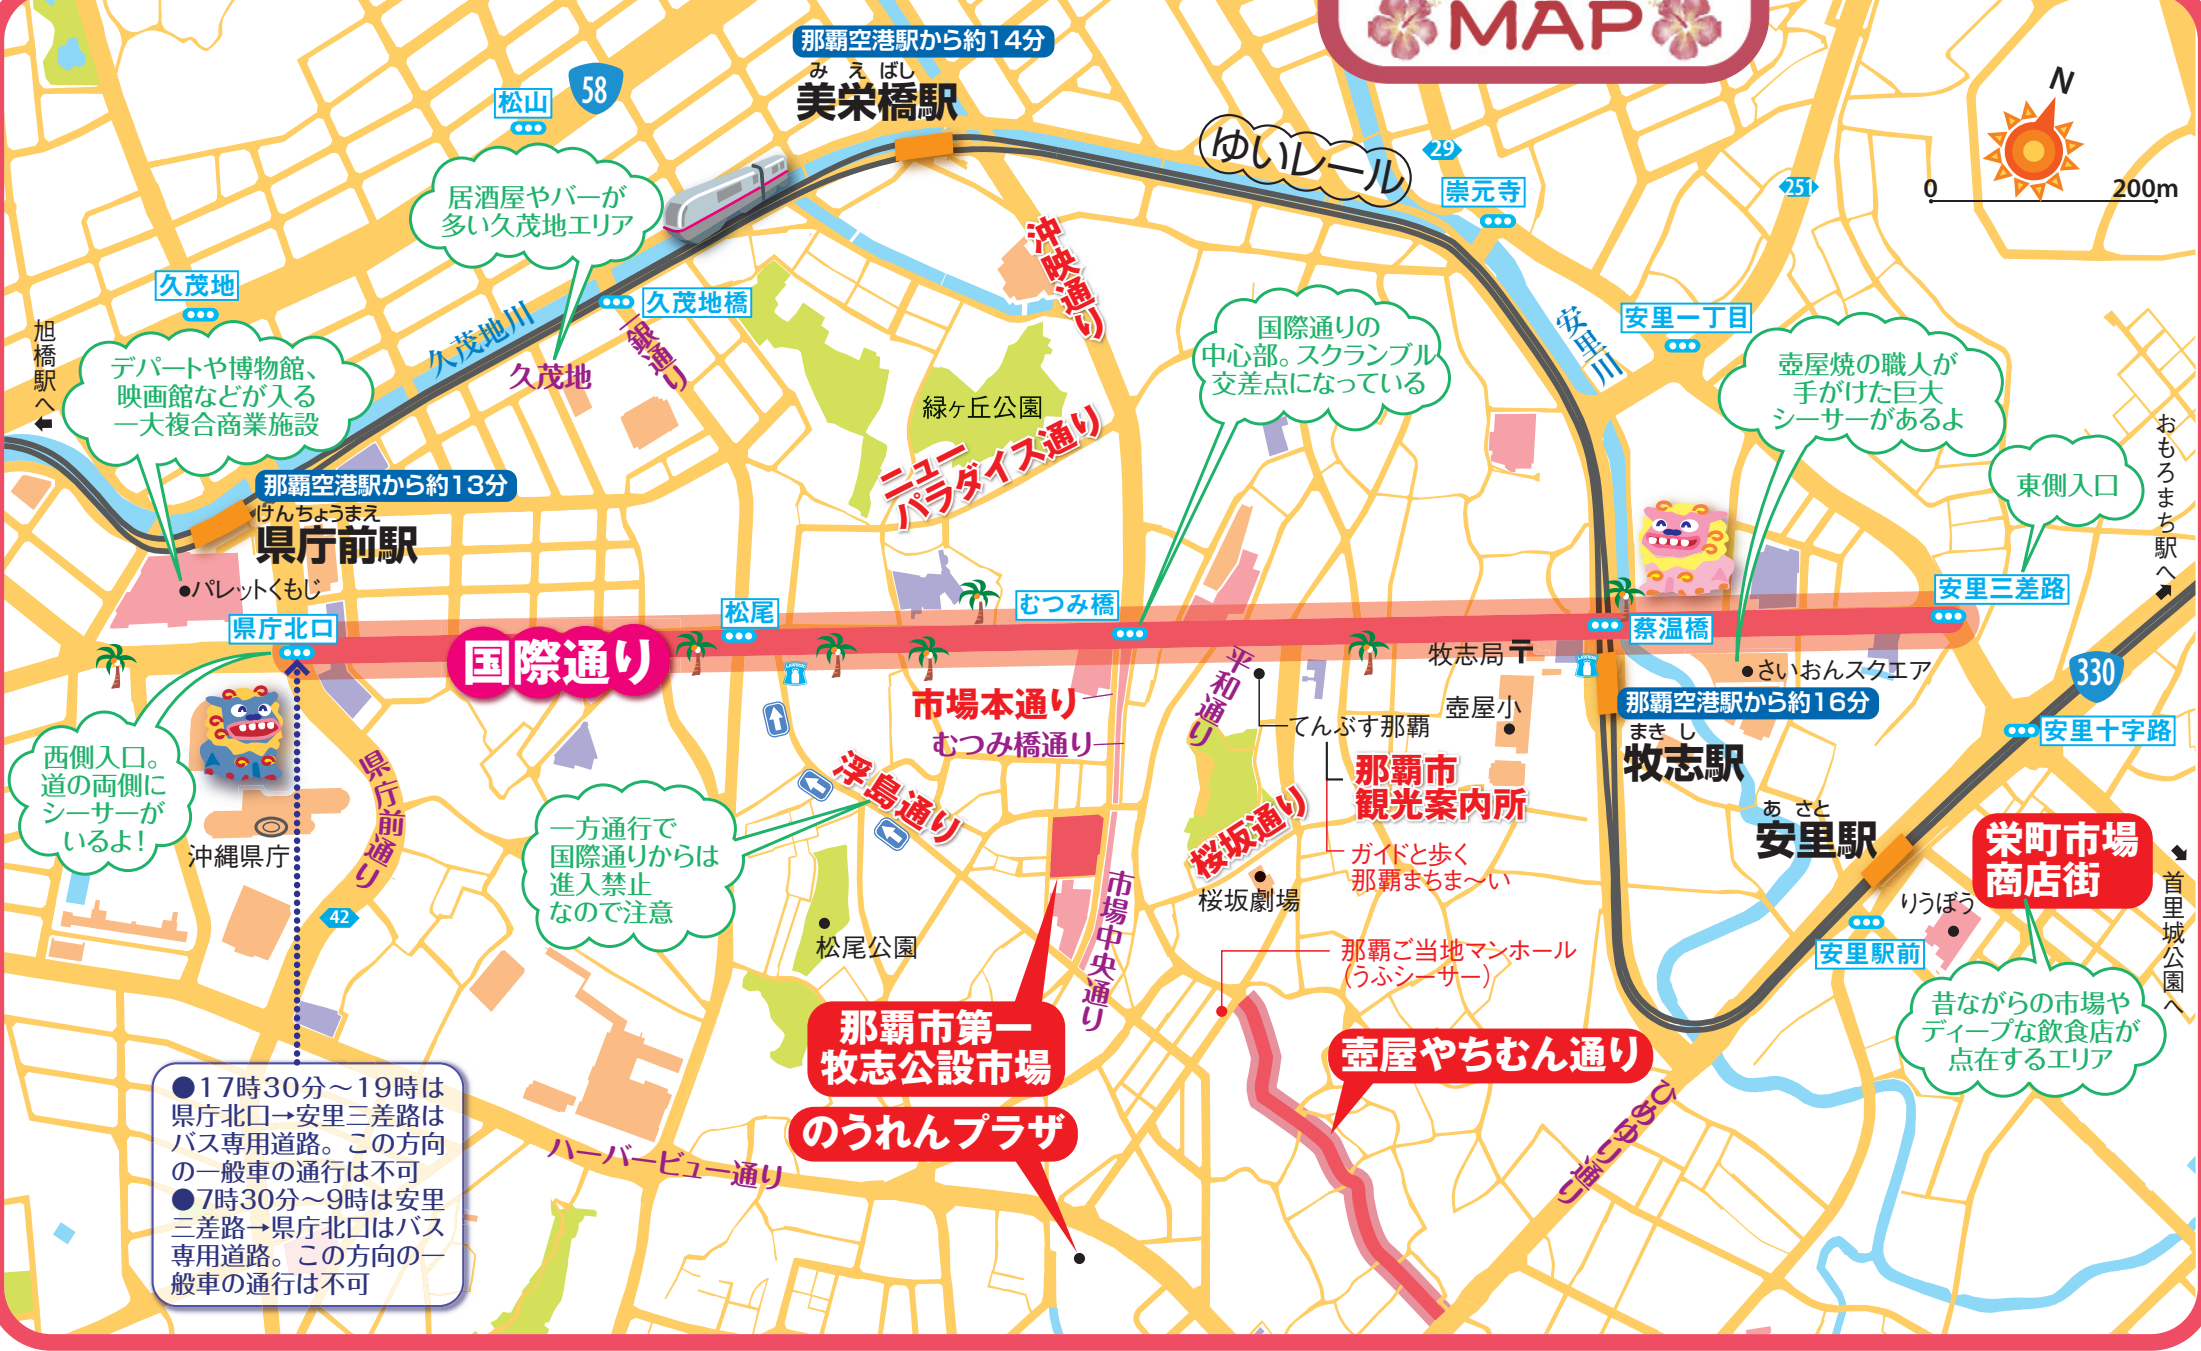 MAP
N
0 200m
那覇空港駅から約14分
みえばし
美栄橋駅
58
松山
ゆいレール
29
251
崇元寺
居酒屋やバーが
多い久茂地エリア
沖映通り
久茂地
久茂地橋
久茂地川
久茂地
一銀通り
旭橋駅へ
デパートや博物館、
映画館などが入る
一大複合商業施設
国際通りの
中心部。スクランブル
交差点になっている
安里川
安里一丁目
壺屋焼の職人が
手がけた巨大
シーサーがあるよ
おもろまち駅へ
東側入口
緑ヶ丘公園
ニュー
パラダイス通り
那覇空港駅から約13分
けんちょうまえ
県庁前駅
パレットくもじ
県庁北口
国際通り
松尾
むつみ橋
蔡温橋
安里三差路
牧志局〒
さいおんスクエア
330
LAWSON
LAWSON
市場本通り
むつみ橋通り
平和通り
てんぶす那覇
壺屋小
那覇空港駅から約16分
まきし
牧志駅
安里十字路
西側入口。
道の両側に
シーサーが
いるよ!
県庁前通り
沖縄県庁
浮島通り
那覇市
観光案内所
ガイドと歩く
那覇まちま〜い
桜坂通り
桜坂劇場
あさと
安里駅
栄町市場
商店街
りうぼう
安里駅前
首里城公園へ
一方通行で
国際通りからは
進入禁止
なので注意
42
松尾公園
市場中央通り
那覇ご当地マンホール
(うふシーサー)
昔ながらの市場や
ディープな飲食店が
点在するエリア
那覇市第一
牧志公設市場
壺屋やちむん通り
のうれんプラザ
ひめゆり通り
ハーバービュー通り
●17時30分〜19時は
県庁北口→安里三差路は
バス専用道路。この方向
の一般車の通行は不可
●7時30分〜9時は安里
三差路→県庁北口はバス
専用道路。この方向の一
般車の通行は不可